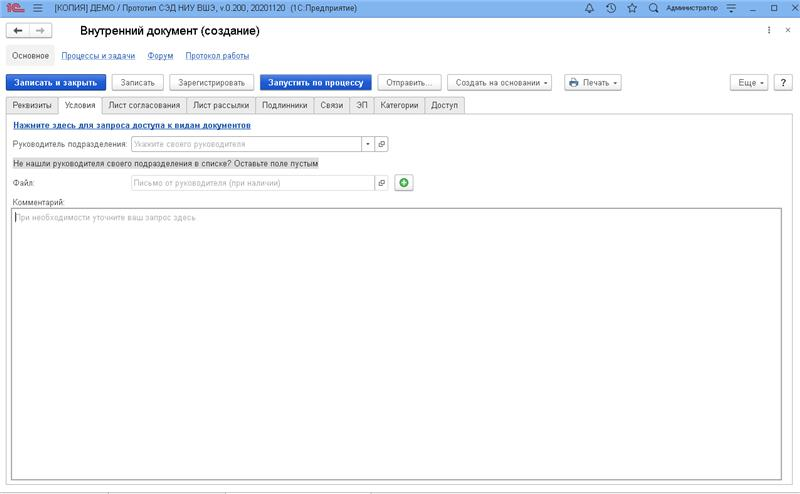 1С [КОПИЯ] ДЕМО / Прототип СЭД НИУ ВШЭ, v.0.200, 20201120 (1С:Предприятие) Администратор
Внутренний документ (создание)
Основное Процессы и задачи Форум Протокол работы
Записать и закрыть Записать Зарегистрировать Запустить по процессу Отправить... Создать на основании Печать Еще ?
Реквизиты Условия Лист согласования Лист рассылки Подлинники Связи ЭП Категории Доступ
Нажмите здесь для запроса доступа к видам документов
Руководитель подразделения: Укажите своего руководителя
Не нашли руководителя своего подразделения в списке? Оставьте поле пустым
Файл: Письмо от руководителя (при наличии)
Комментарий:
При необходимости уточните ваш запрос здесь